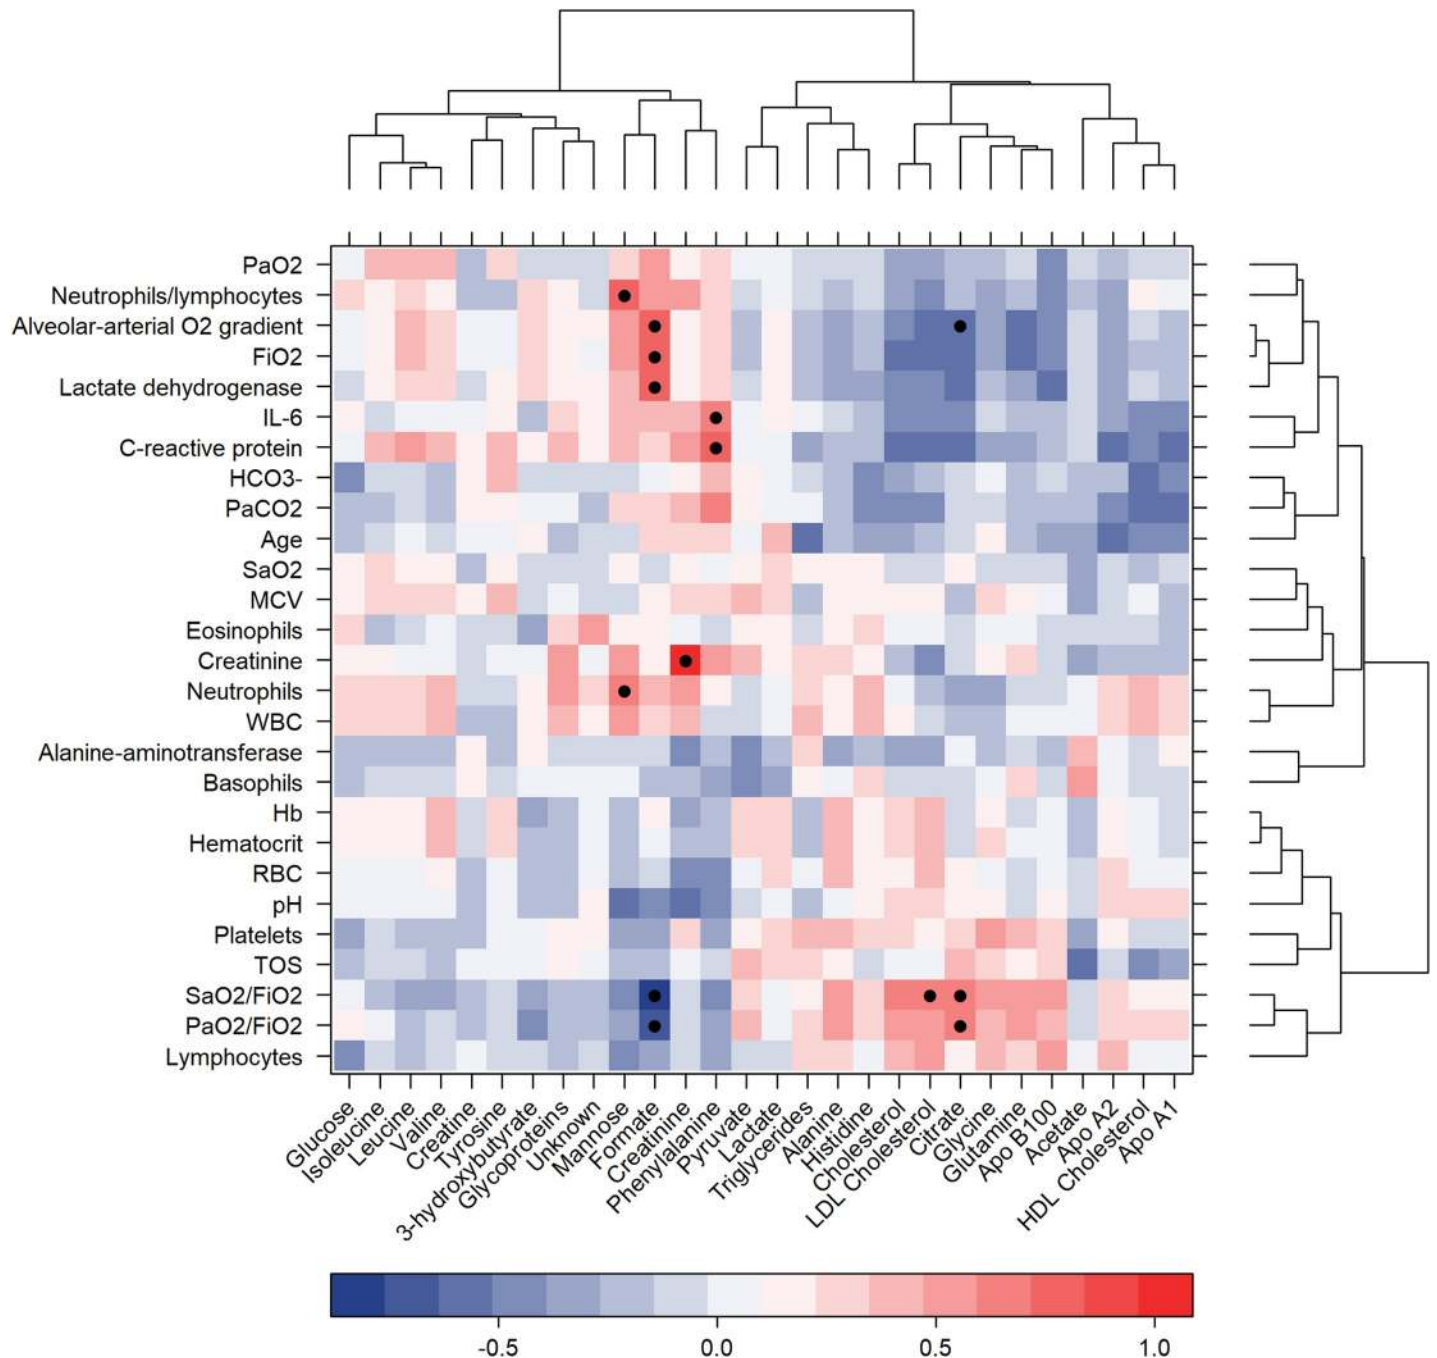 PaO2
Neutrophils/lymphocytes
Alveolar-arterial O2 gradient
FiO2
Lactate dehydrogenase
IL-6
C-reactive protein
HCO3-
PaCO2
Age
SaO2
MCV
Eosinophils
Creatinine
Neutrophils
WBC
Alanine-aminotransferase
Basophils
Hb
Hematocrit
RBC
pH
Platelets
TOS
SaO2/FiO2
PaO2/FiO2
Lymphocytes
Glucose
Isoleucine
Leucine
Valine
Creatine
Tyrosine
3-hydroxybutyrate
Glycoproteins
Unknown
Mannose
Formate
Creatinine
Phenylalanine
Pyruvate
Lactate
Triglycerides
Alanine
Histidine
Cholesterol
LDL Cholesterol
Citrate
Glycine
Glutamine
Apo B100
Acetate
Apo A2
HDL Cholesterol
Apo A1
-0.5 0.0 0.5 1.0